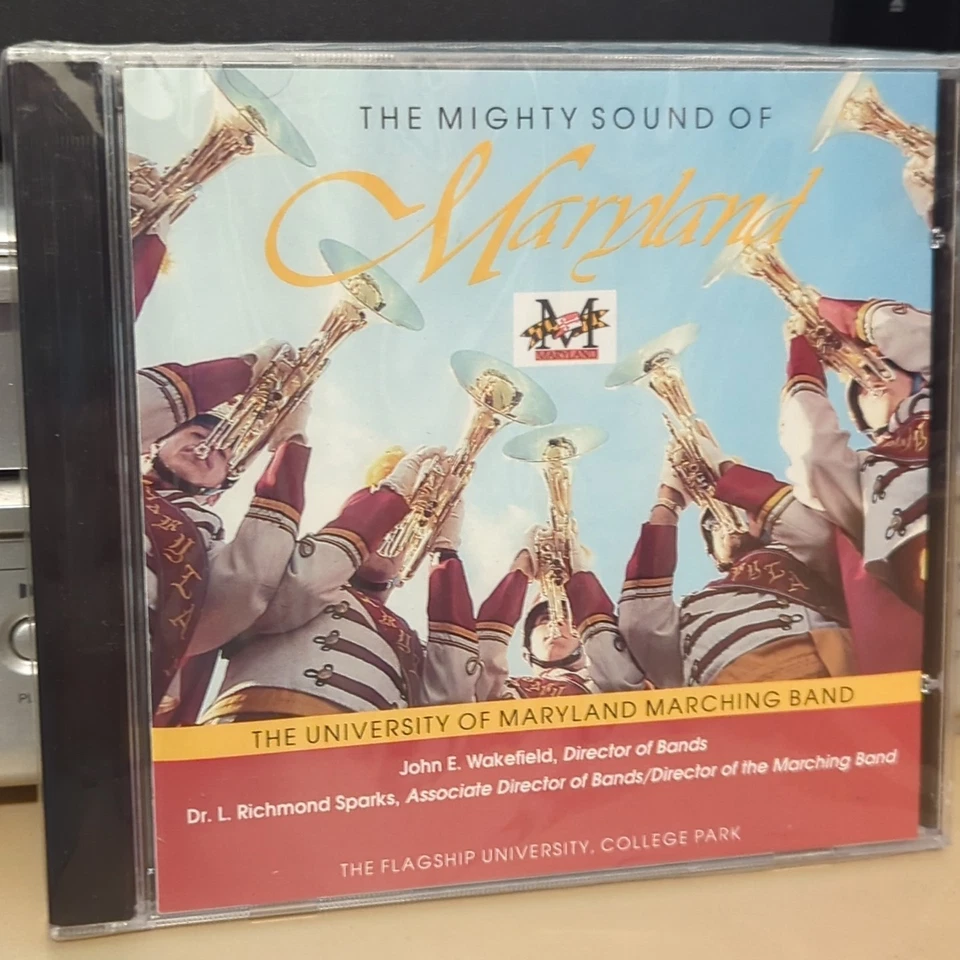 THE MIGHTY SOUND OF
Maryland
M
MARYLAND
THE UNIVERSITY OF MARYLAND MARCHING BAND
John E. Wakefield, Director of Bands
Dr. L. Richmond Sparks, Associate Director of Bands/Director of the Marching Band
THE FLAGSHIP UNIVERSITY, COLLEGE PARK